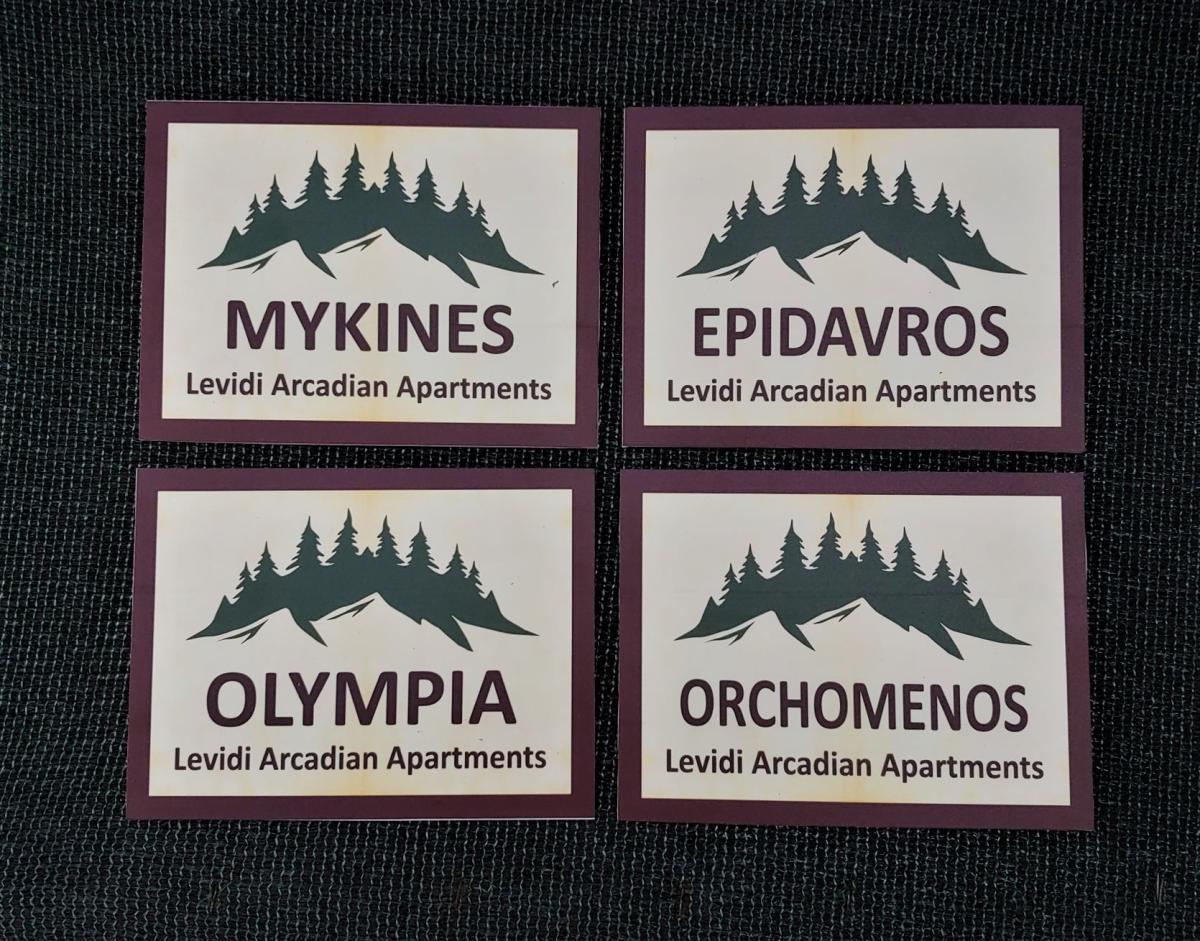 MYKINES
Levidi Arcadian Apartments
EPIDAVROS
Levidi Arcadian Apartments
OLYMPIA
Levidi Arcadian Apartments
ORCHOMENOS
Levidi Arcadian Apartments